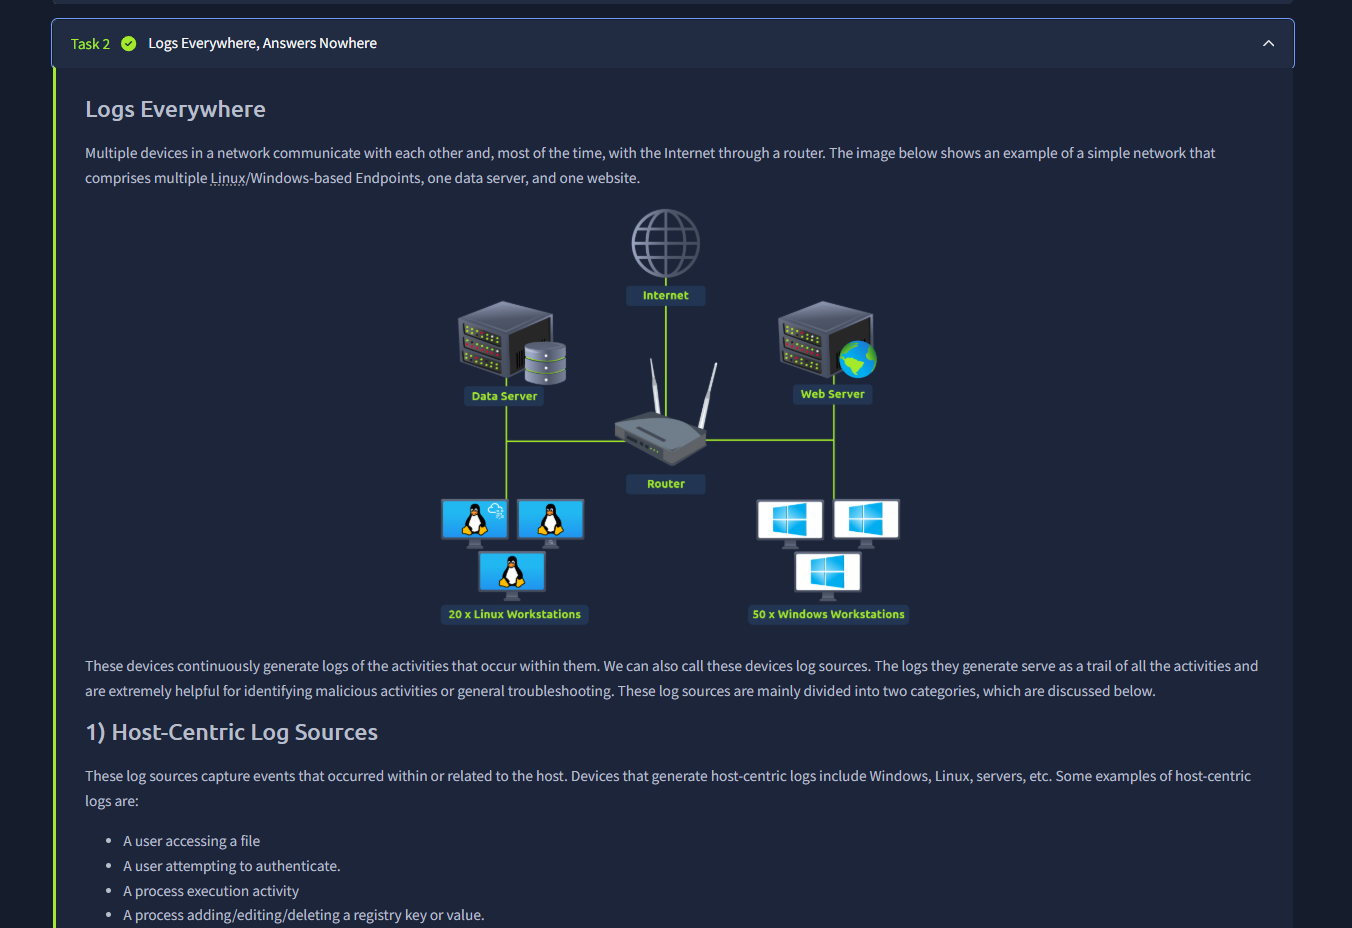 Task 2 Logs Everywhere, Answers Nowhere
Logs Everywhere
Multiple devices in a network communicate with each other and, most of the time, with the Internet through a router. The image below shows an example of a simple network that
comprises multiple Linux/Windows-based Endpoints, one data server, and one website.
Internet
Data Server
Web Server
Router
20 x Linux Workstations
50 x Windows Workstations
These devices continuously generate logs of the activities that occur within them. We can also call these devices log sources. The logs they generate serve as a trail of all the activities and
are extremely helpful for identifying malicious activities or general troubleshooting. These log sources are mainly divided into two categories, which are discussed below.
1) Host-Centric Log Sources
These log sources capture events that occurred within or related to the host. Devices that generate host-centric logs include Windows, Linux, servers, etc. Some examples of host-centric
logs are:
• A user accessing a file
• A user attempting to authenticate.
• A process execution activity
• A process adding/editing/deleting a registry key or value.